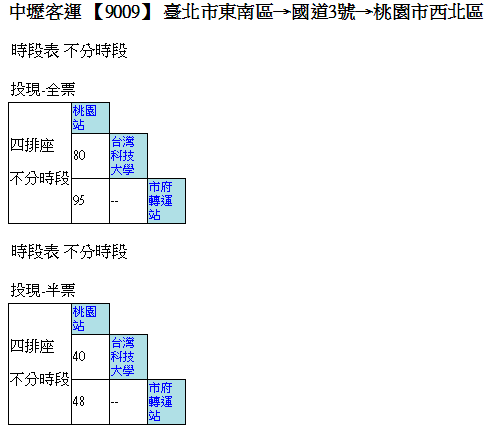 中壢客運 【9009】 臺北市東南區→國道3號→桃園市西北區
時段表 不分時段
投現-全票
四排座
不分時段
桃園
站
80
台灣
科技
大學
95
--
市府
轉運
站
時段表 不分時段
投現-半票
四排座
不分時段
桃園
站
40
台灣
科技
大學
48
--
市府
轉運
站